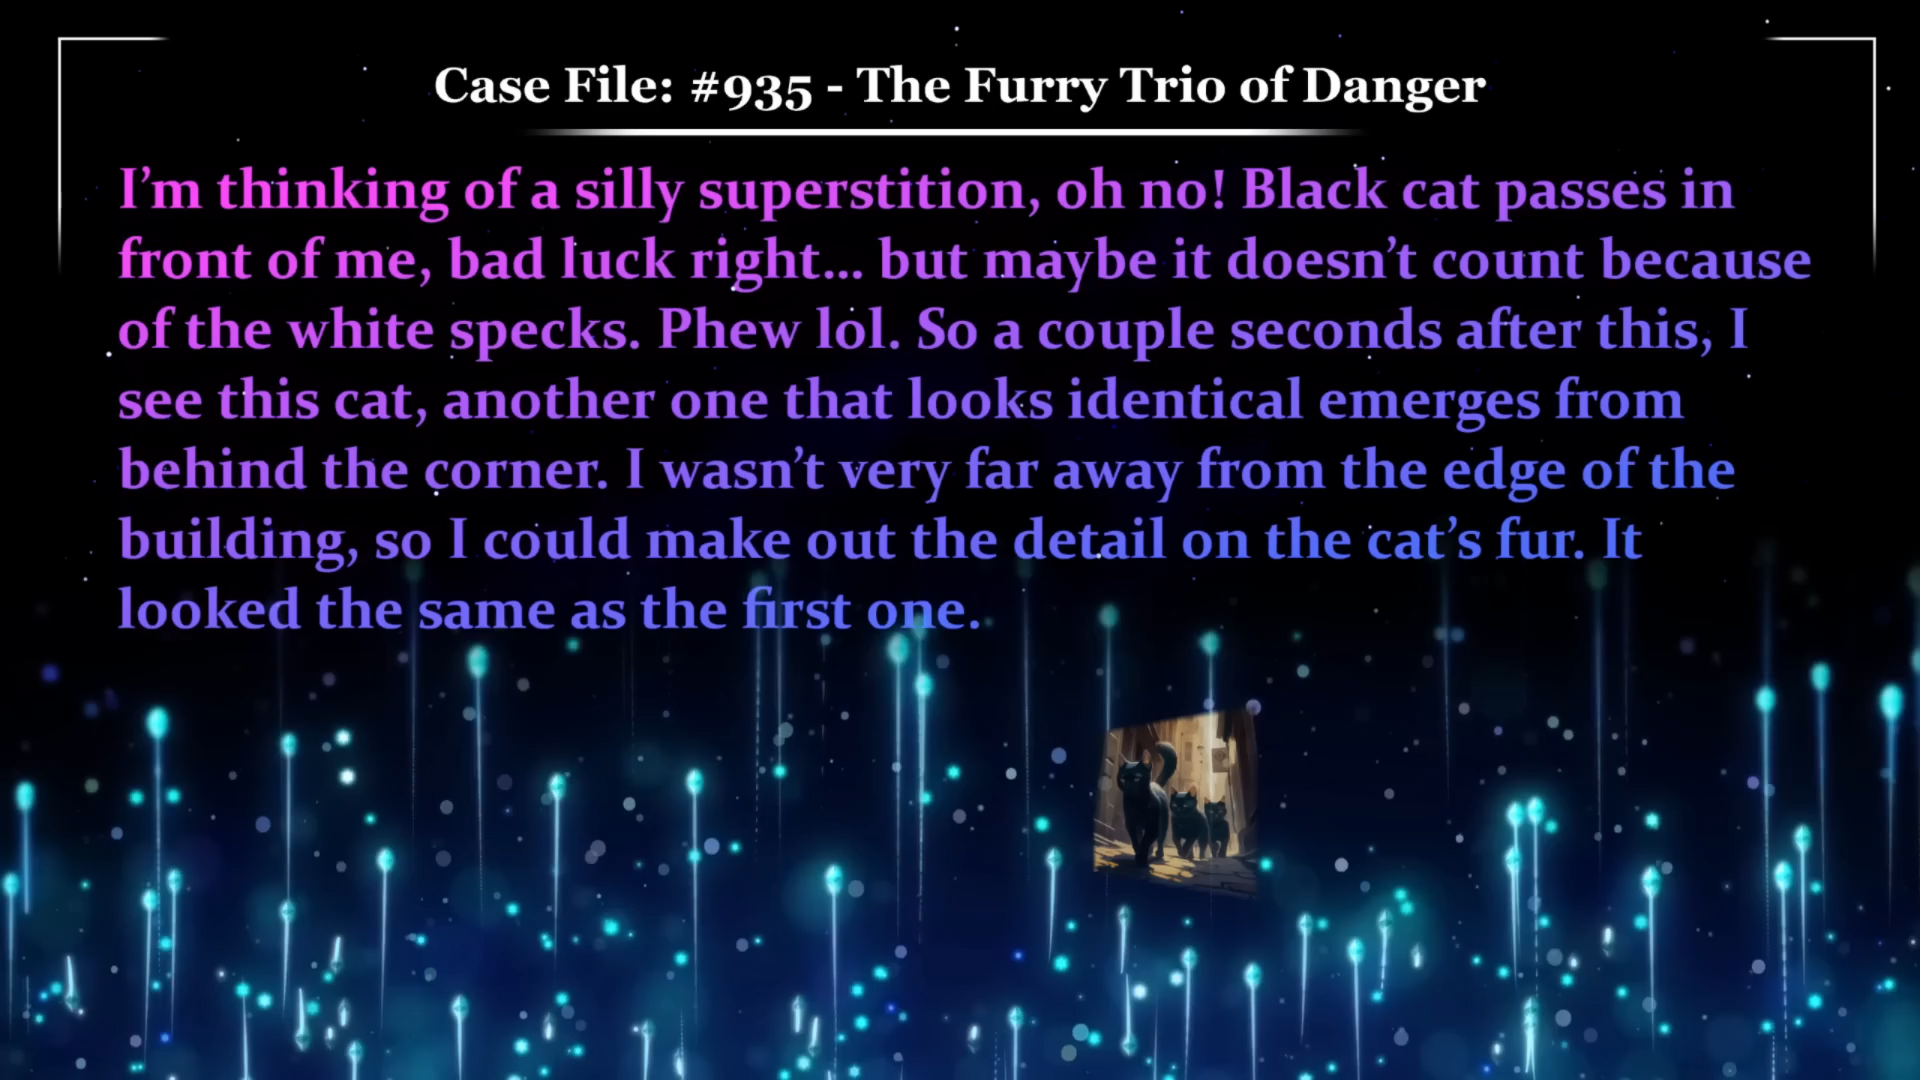 Case File: #935 - The Furry Trio of Danger
I’m thinking of a silly superstition, oh no! Black cat passes in
front of me, bad luck right... but maybe it doesn’t count because
of the white specks. Phew lol. So a couple seconds after this, I
see this cat, another one that looks identical emerges from
behind the corner. I wasn’t very far away from the edge of the
building, so I could make out the detail on the cat’s fur. It
looked the same as the first one.